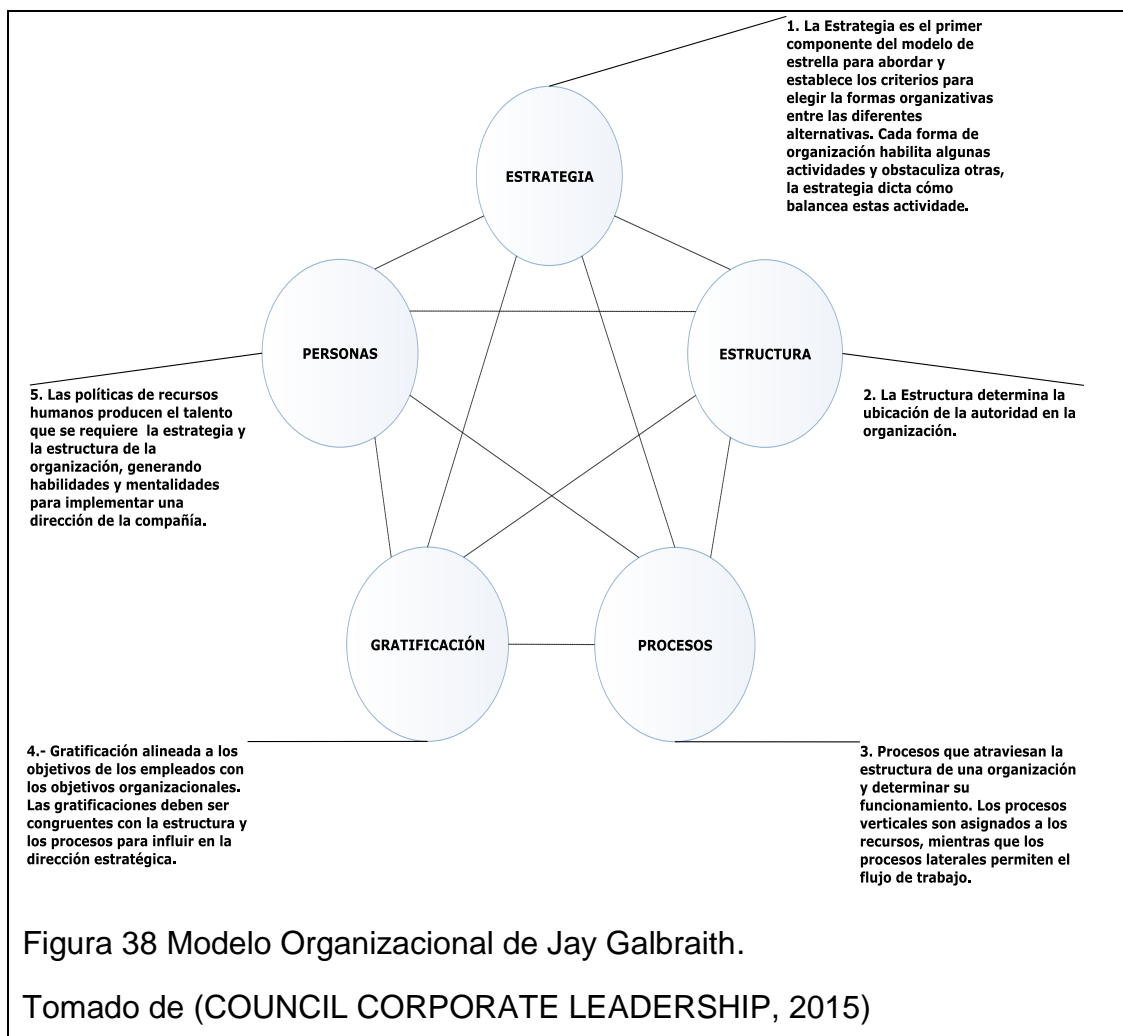 1. La Estrategia es el primer
componente del modelo de
estrella para abordar y
establece los criterios para
elegir la formas organizativas
entre las diferentes
alternativas. Cada forma de
organización habilita algunas
actividades y obstaculiza otras,
la estrategia dicta cómo
balancea estas actividade.
ESTRATEGIA
PERSONAS
ESTRUCTURA
5. Las políticas de recursos
humanos producen el talento
que se requiere la estrategia y
la estructura de la
organización, generando
habilidades y mentalidades
para implementar una
dirección de la compañía.
2. La Estructura determina la
ubicación de la autoridad en la
organización.
GRATIFICACIÓN
PROCESOS
4.- Gratificación alineada a los
objetivos de los empleados con
los objetivos organizacionales.
Las gratificaciones deben ser
congruentes con la estructura y
los procesos para influir en la
dirección estratégica.
3. Procesos que atraviesan la
estructura de una organización
y determinar su
funcionamiento. Los procesos
verticales son asignados a los
recursos, mientras que los
procesos laterales permiten el
flujo de trabajo.
Figura 38 Modelo Organizacional de Jay Galbraith.
Tomado de (COUNCIL CORPORATE LEADERSHIP, 2015)